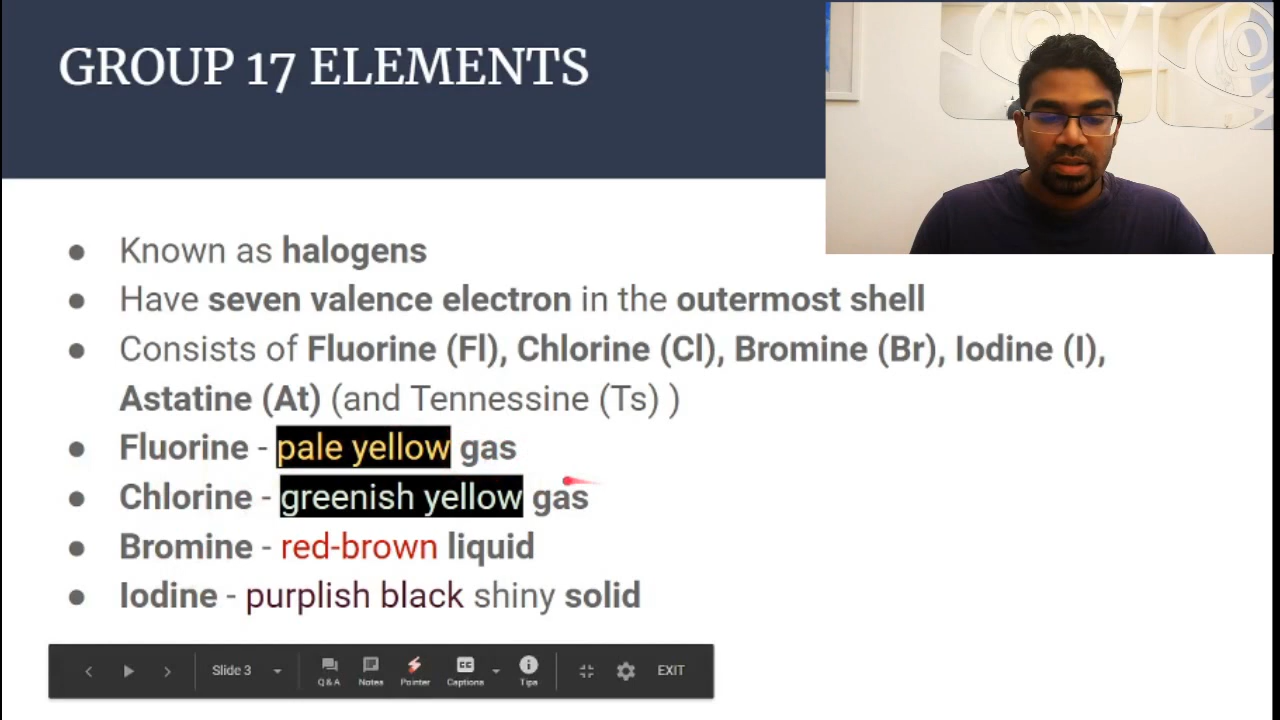 GROUP 17 ELEMENTS
● Known as halogens
● Have seven valence electron in the outermost shell
● Consists of Fluorine (Fl), Chlorine (Cl), Bromine (Br), Iodine (I),
Astatine (At) (and Tennessine (Ts) )
● Fluorine - pale yellow gas
● Chlorine - greenish yellow gas
● Bromine - red-brown liquid
● Iodine - purplish black shiny solid
Slide 3 Q&A Notes Pointer CC Captions Tips EXIT